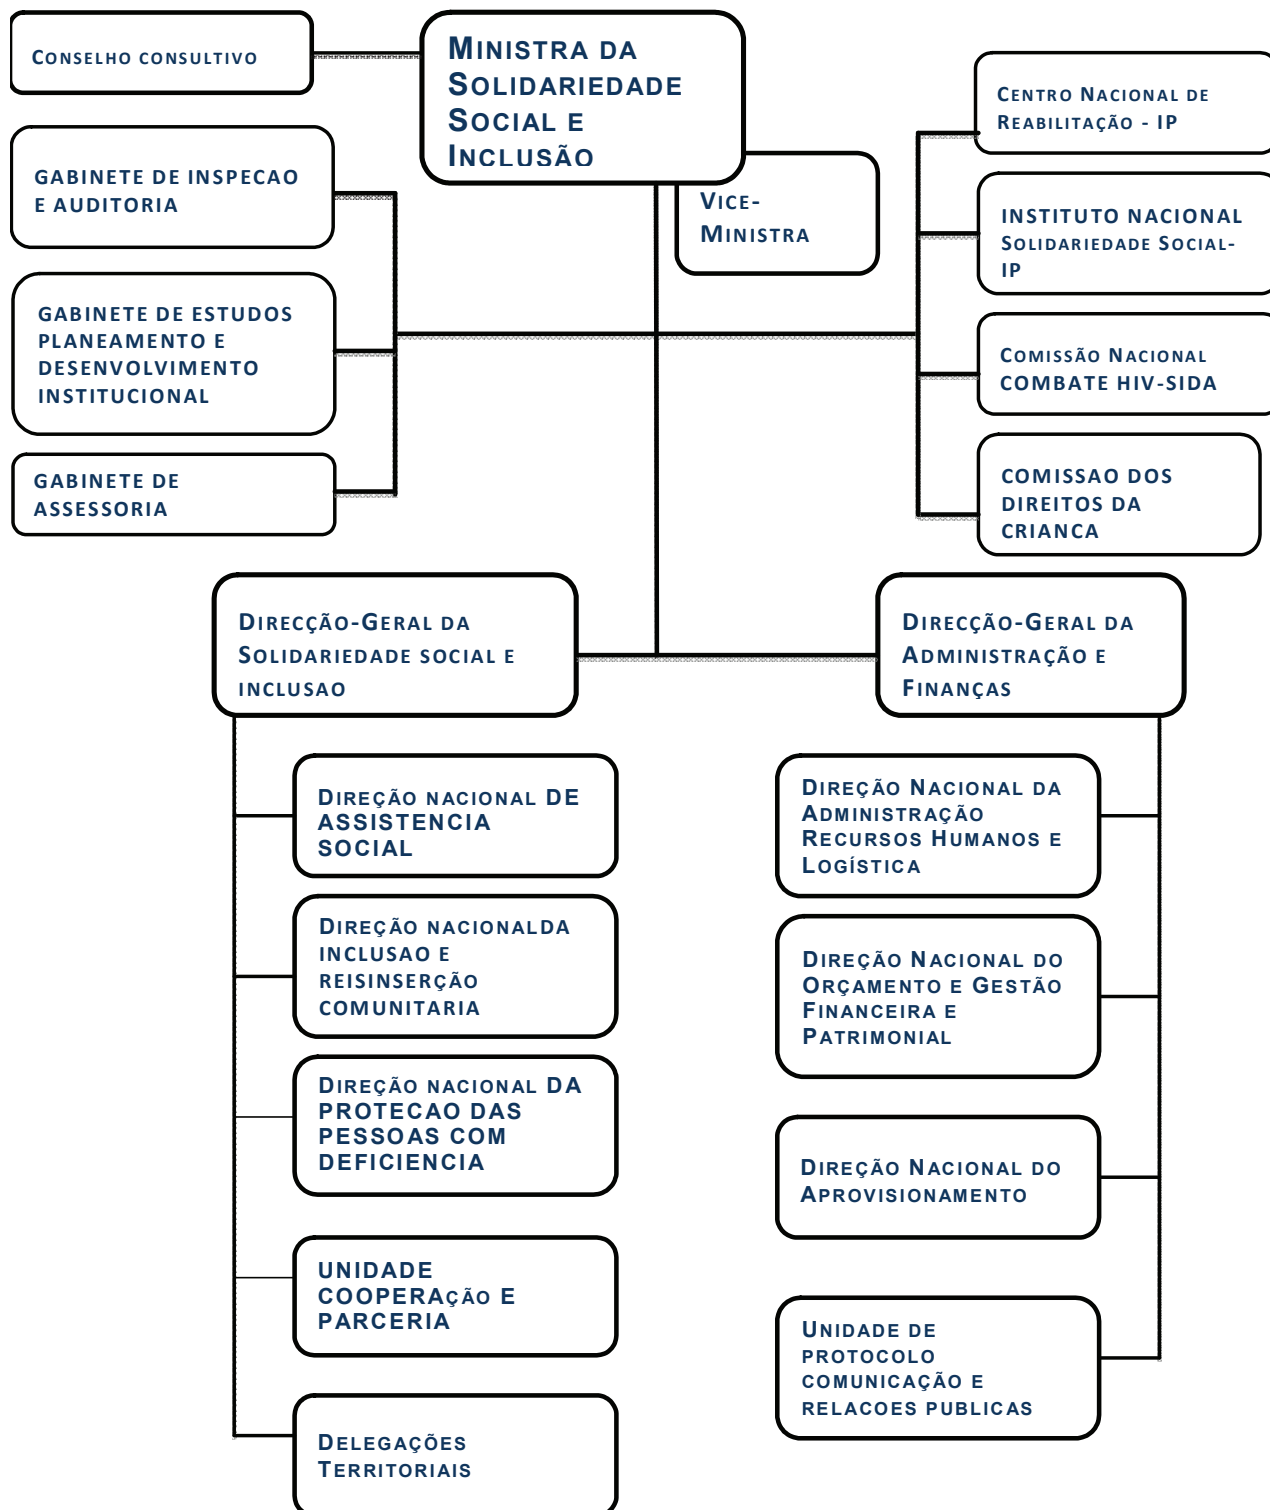 CONSELHO CONSULTIVO
MINISTRA DA
SOLIDARIEDADE
SOCIAL E
INCLUSÃO
VICE-
MINISTRA
CENTRO NACIONAL DE
REABILITAÇÃO - IP
GABINETE DE INSPECAO
E AUDITORIA
INSTITUTO NACIONAL
SOLIDARIEDADE SOCIAL-
IP
GABINETE DE ESTUDOS
PLANEAMENTO E
DESENVOLVIMENTO
INSTITUCIONAL
COMISSÃO NACIONAL
COMBATE HIV-SIDA
GABINETE DE
ASSESSORIA
COMISSAO DOS
DIREITOS DA
CRIANCA
DIRECÇÃO-GERAL DA
SOLIDARIEDADE SOCIAL E
INCLUSAO
DIRECÇÃO-GERAL DA
ADMINISTRAÇÃO E
FINANÇAS
DIREÇÃO NACIONAL DE
ASSISTENCIA
SOCIAL
DIREÇÃO NACIONALDA
INCLUSAO E
REISINSERÇÃO
COMUNITARIA
DIREÇÃO NACIONAL DA
PROTECAO DAS
PESSOAS COM
DEFICIENCIA
UNIDADE
COOPERAÇÃO E
PARCERIA
DELEGAÇÕES
TERRITORIAIS
DIREÇÃO NACIONAL DA
ADMINISTRAÇÃO
RECURSOS HUMANOS E
LOGÍSTICA
DIREÇÃO NACIONAL DO
ORÇAMENTO E GESTÃO
FINANCEIRA E
PATRIMONIAL
DIREÇÃO NACIONAL DO
APROVISIONAMENTO
UNIDADE DE
PROTOCOLO
COMUNICAÇÃO E
RELACOES PUBLICAS